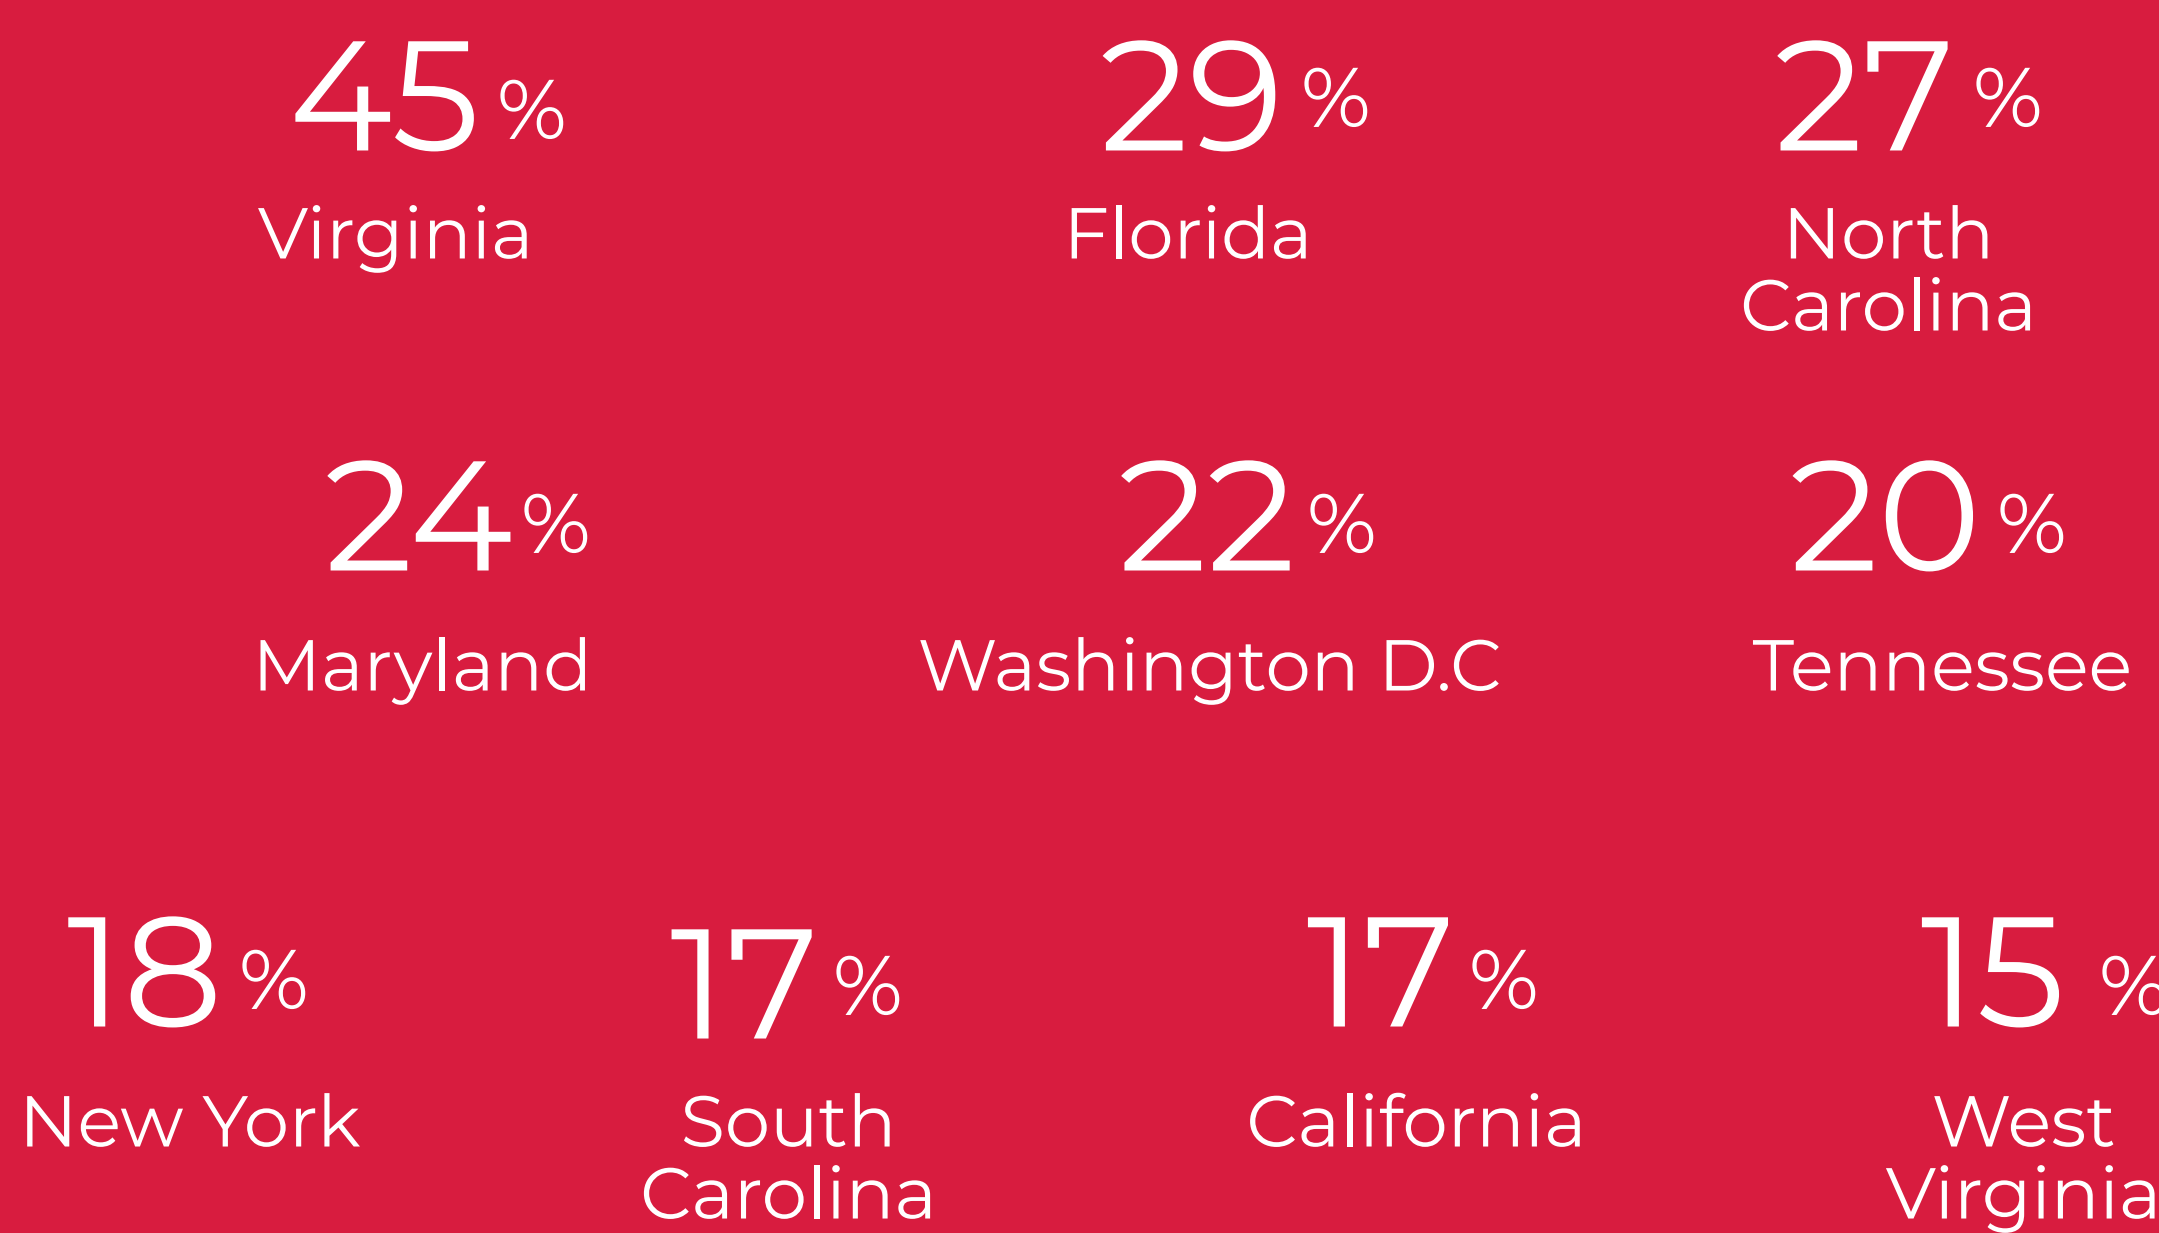 45 %
29 %
27 %
Virginia
Florida
North
Carolina
24 %
22 %
20 %
Maryland
Washington D.C
Tennessee
18 %
17 %
17 %
15 %
New York
South
Carolina
California
West
Virginia